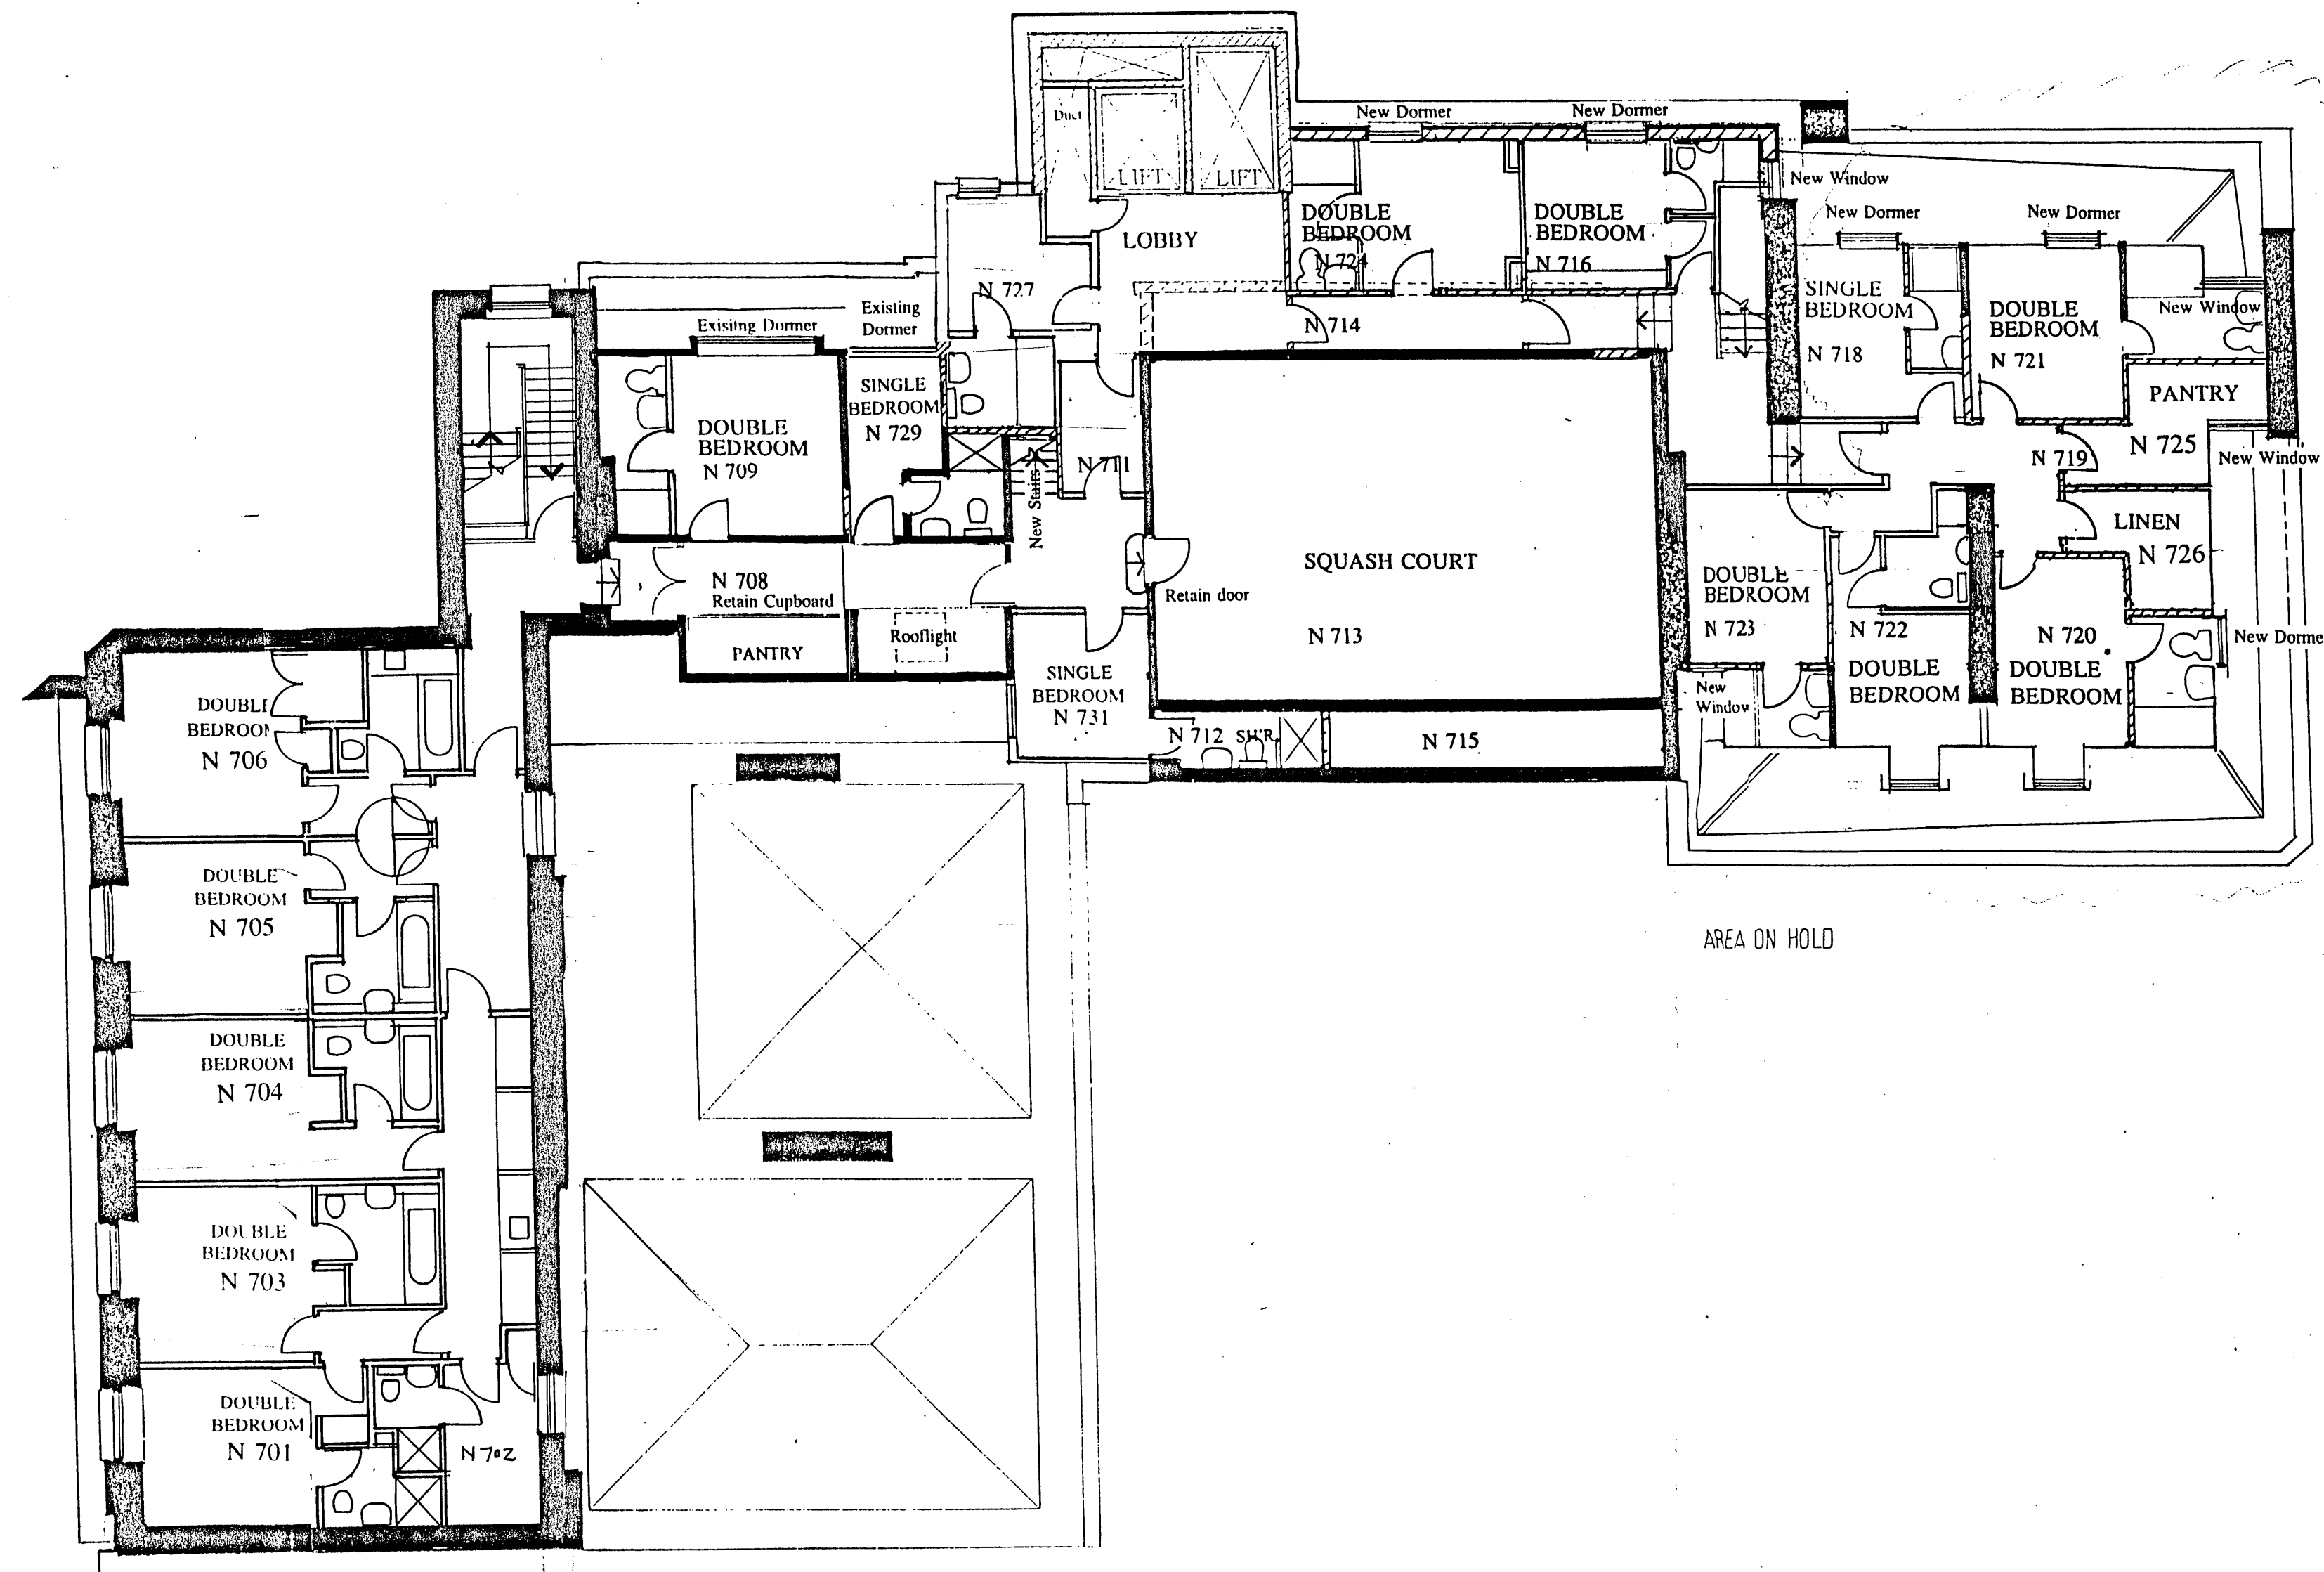 New Dormer
New Dormer
Duct
LIFT
LIFT
New Window
DOUBLE
BEDROOM
N 724
DOUBLE
BEDROOM
N 716
New Dormer
New Dormer
LOBBY
N 727
N 714
Existing
Dormer
Exisitng Dormer
SINGLE
BEDROOM
N 718
DOUBLE
BEDROOM
N 721
New Window
PANTRY
SINGLE
BEDROOM
N 729
DOUBLE
BEDROOM
N 709
N 711
New Stairs
N 719
N 725
New Window
LINEN
N 726
SQUASH COURT
N 713
Retain door
N 708
Retain Cupboard
PANTRY
Rooflight
DOUBLE
BEDROOM
N 723
N 722
DOUBLE
BEDROOM
N 720
DOUBLE
BEDROOM
New Dorme
New
Window
SINGLE
BEDROOM
N 731
N 712
SH'R
N 715
DOUBLE
BEDROOM
N 706
DOUBLE
BEDROOM
N 705
AREA ON HOLD
DOUBLE
BEDROOM
N 704
DOUBLE
BEDROOM
N 703
DOUBLE
BEDROOM
N 701
N 702